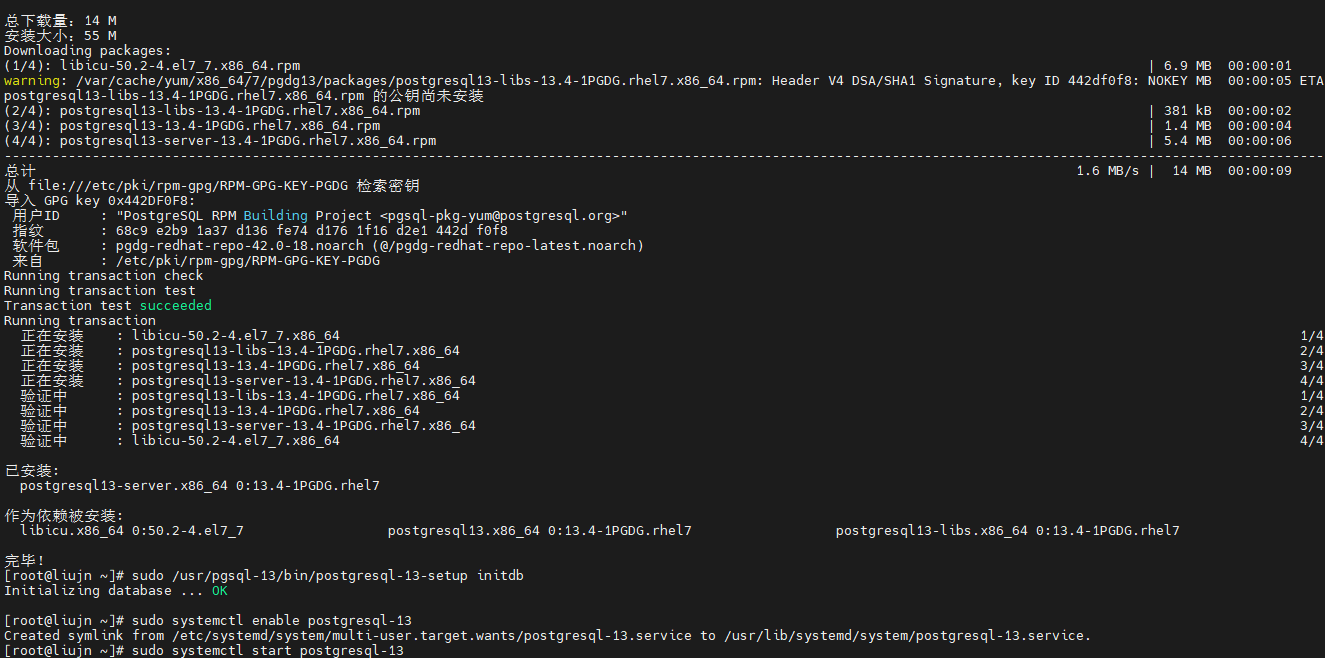 总下载量：14 M
安装大小：55 M
Downloading packages:
(1/4): libicu-50.2-4.el7_7.x86_64.rpm | 6.9 MB 00:00:01
warning: /var/cache/yum/x86_64/7/pgdg13/packages/postgresql13-libs-13.4-1PGDG.rhel7.x86_64.rpm: Header V4 DSA/SHA1 Signature, key ID 442df0f8: NOKEY MB 00:00:05 ETA
postgresql13-libs-13.4-1PGDG.rhel7.x86_64.rpm 的公钥尚未安装
(2/4): postgresql13-libs-13.4-1PGDG.rhel7.x86_64.rpm | 381 kB 00:00:02
(3/4): postgresql13-13.4-1PGDG.rhel7.x86_64.rpm | 1.4 MB 00:00:04
(4/4): postgresql13-server-13.4-1PGDG.rhel7.x86_64.rpm | 5.4 MB 00:00:06
--------------------------------------------------------------------------------
总计 1.6 MB/s | 14 MB 00:00:09
从 file:///etc/pki/rpm-gpg/RPM-GPG-KEY-PGDG 检索密钥
导入 GPG key 0x442DF0F8:
用户ID : "PostgreSQL RPM Building Project <pgsql-pkg-yum@postgresql.org>"
指纹 : 68c9 e2b9 1a37 d136 fe74 d176 1f16 d2e1 442d f0f8
软件包 : pgdg-redhat-repo-42.0-18.noarch (@/pgdg-redhat-repo-latest.noarch)
来自 : /etc/pki/rpm-gpg/RPM-GPG-KEY-PGDG
Running transaction check
Running transaction test
Transaction test succeeded
Running transaction
正在安装 : libicu-50.2-4.el7_7.x86_64 1/4
正在安装 : postgresql13-libs-13.4-1PGDG.rhel7.x86_64 2/4
正在安装 : postgresql13-13.4-1PGDG.rhel7.x86_64 3/4
正在安装 : postgresql13-server-13.4-1PGDG.rhel7.x86_64 4/4
验证中 : postgresql13-libs-13.4-1PGDG.rhel7.x86_64 1/4
验证中 : postgresql13-13.4-1PGDG.rhel7.x86_64 2/4
验证中 : postgresql13-server-13.4-1PGDG.rhel7.x86_64 3/4
验证中 : libicu-50.2-4.el7_7.x86_64 4/4
已安装:
postgresql13-server.x86_64 0:13.4-1PGDG.rhel7
作为依赖被安装:
libicu.x86_64 0:50.2-4.el7_7 postgresql13.x86_64 0:13.4-1PGDG.rhel7 postgresql13-libs.x86_64 0:13.4-1PGDG.rhel7
完毕！
[root@liujn ~]# sudo /usr/pgsql-13/bin/postgresql-13-setup initdb
Initializing database ... OK
[root@liujn ~]# sudo systemctl enable postgresql-13
Created symlink from /etc/systemd/system/multi-user.target.wants/postgresql-13.service to /usr/lib/systemd/system/postgresql-13.service.
[root@liujn ~]# sudo systemctl start postgresql-13